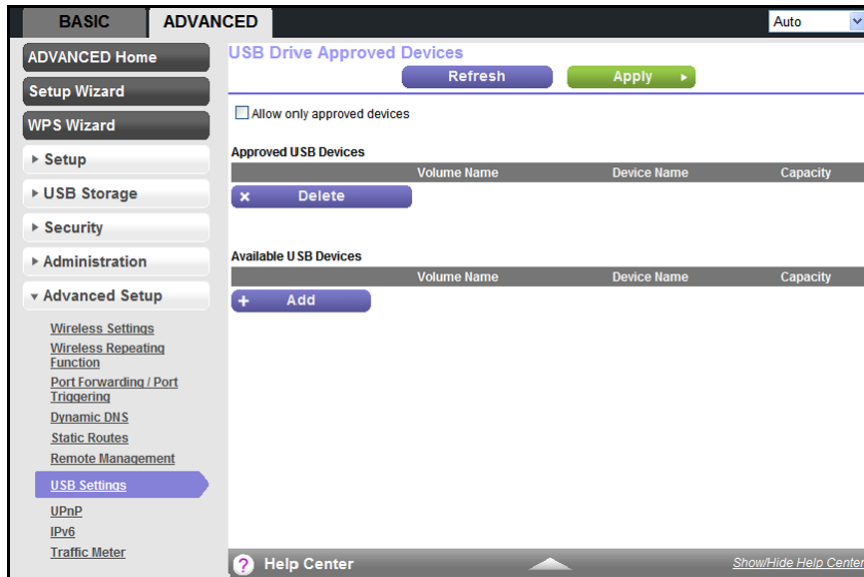 BASIC
ADVANCED
Auto
ADVANCED Home
Setup Wizard
WPS Wizard
Setup
USB Storage
Security
Administration
Advanced Setup
Wireless Settings
Wireless Repeating
Function
Port Forwarding / Port
Triggering
Dynamic DNS
Static Routes
Remote Management
USB Settings
UPnP
IPv6
Traffic Meter
USB Drive Approved Devices
Refresh
Apply
Allow only approved devices
Approved USB Devices
Volume Name Device Name Capacity
Delete
Available USB Devices
Volume Name Device Name Capacity
+ Add
? Help Center
Show/Hide Help Center